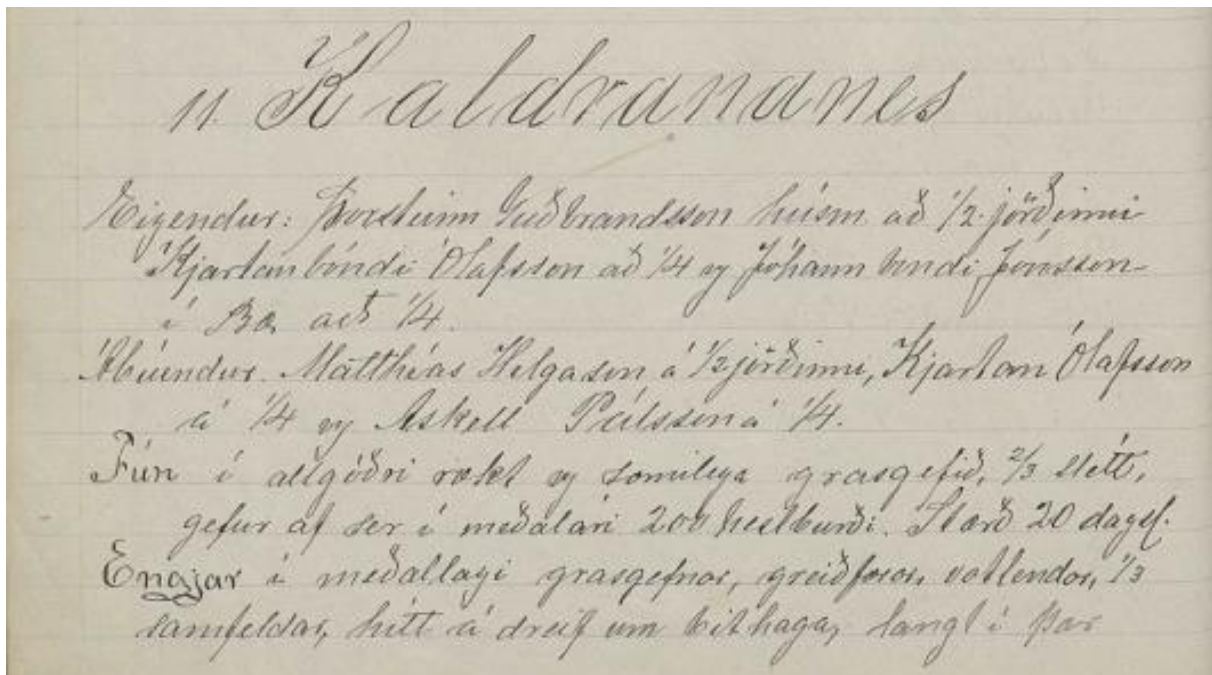 11. Kaldrananes
Eigendur: Þorsteinn Guðbrandsson húsm að 1/2 jörðinni
Kjartan bóndi Ólafsson að 1/4 og Jóhann bóndi Jónsson
í Bæ að 1/4.
Ábúendur. Matthías Helgason á 1/2 jörðinni, Kjartan Ólafsson
á 1/4 og Áskell Pálsson á 1/4.
Tún í allgóðri rækt og sæmilega grasgefið, 2/3 slétt,
gefur af sér í meðalári 200 hestburði. Stærð 20 dagsl.
Engjar í meðallagi grasgefnar, greiðfærar, votlendar, 1/3
samfeldar, hitt á dreif um bithaga, langt í þær